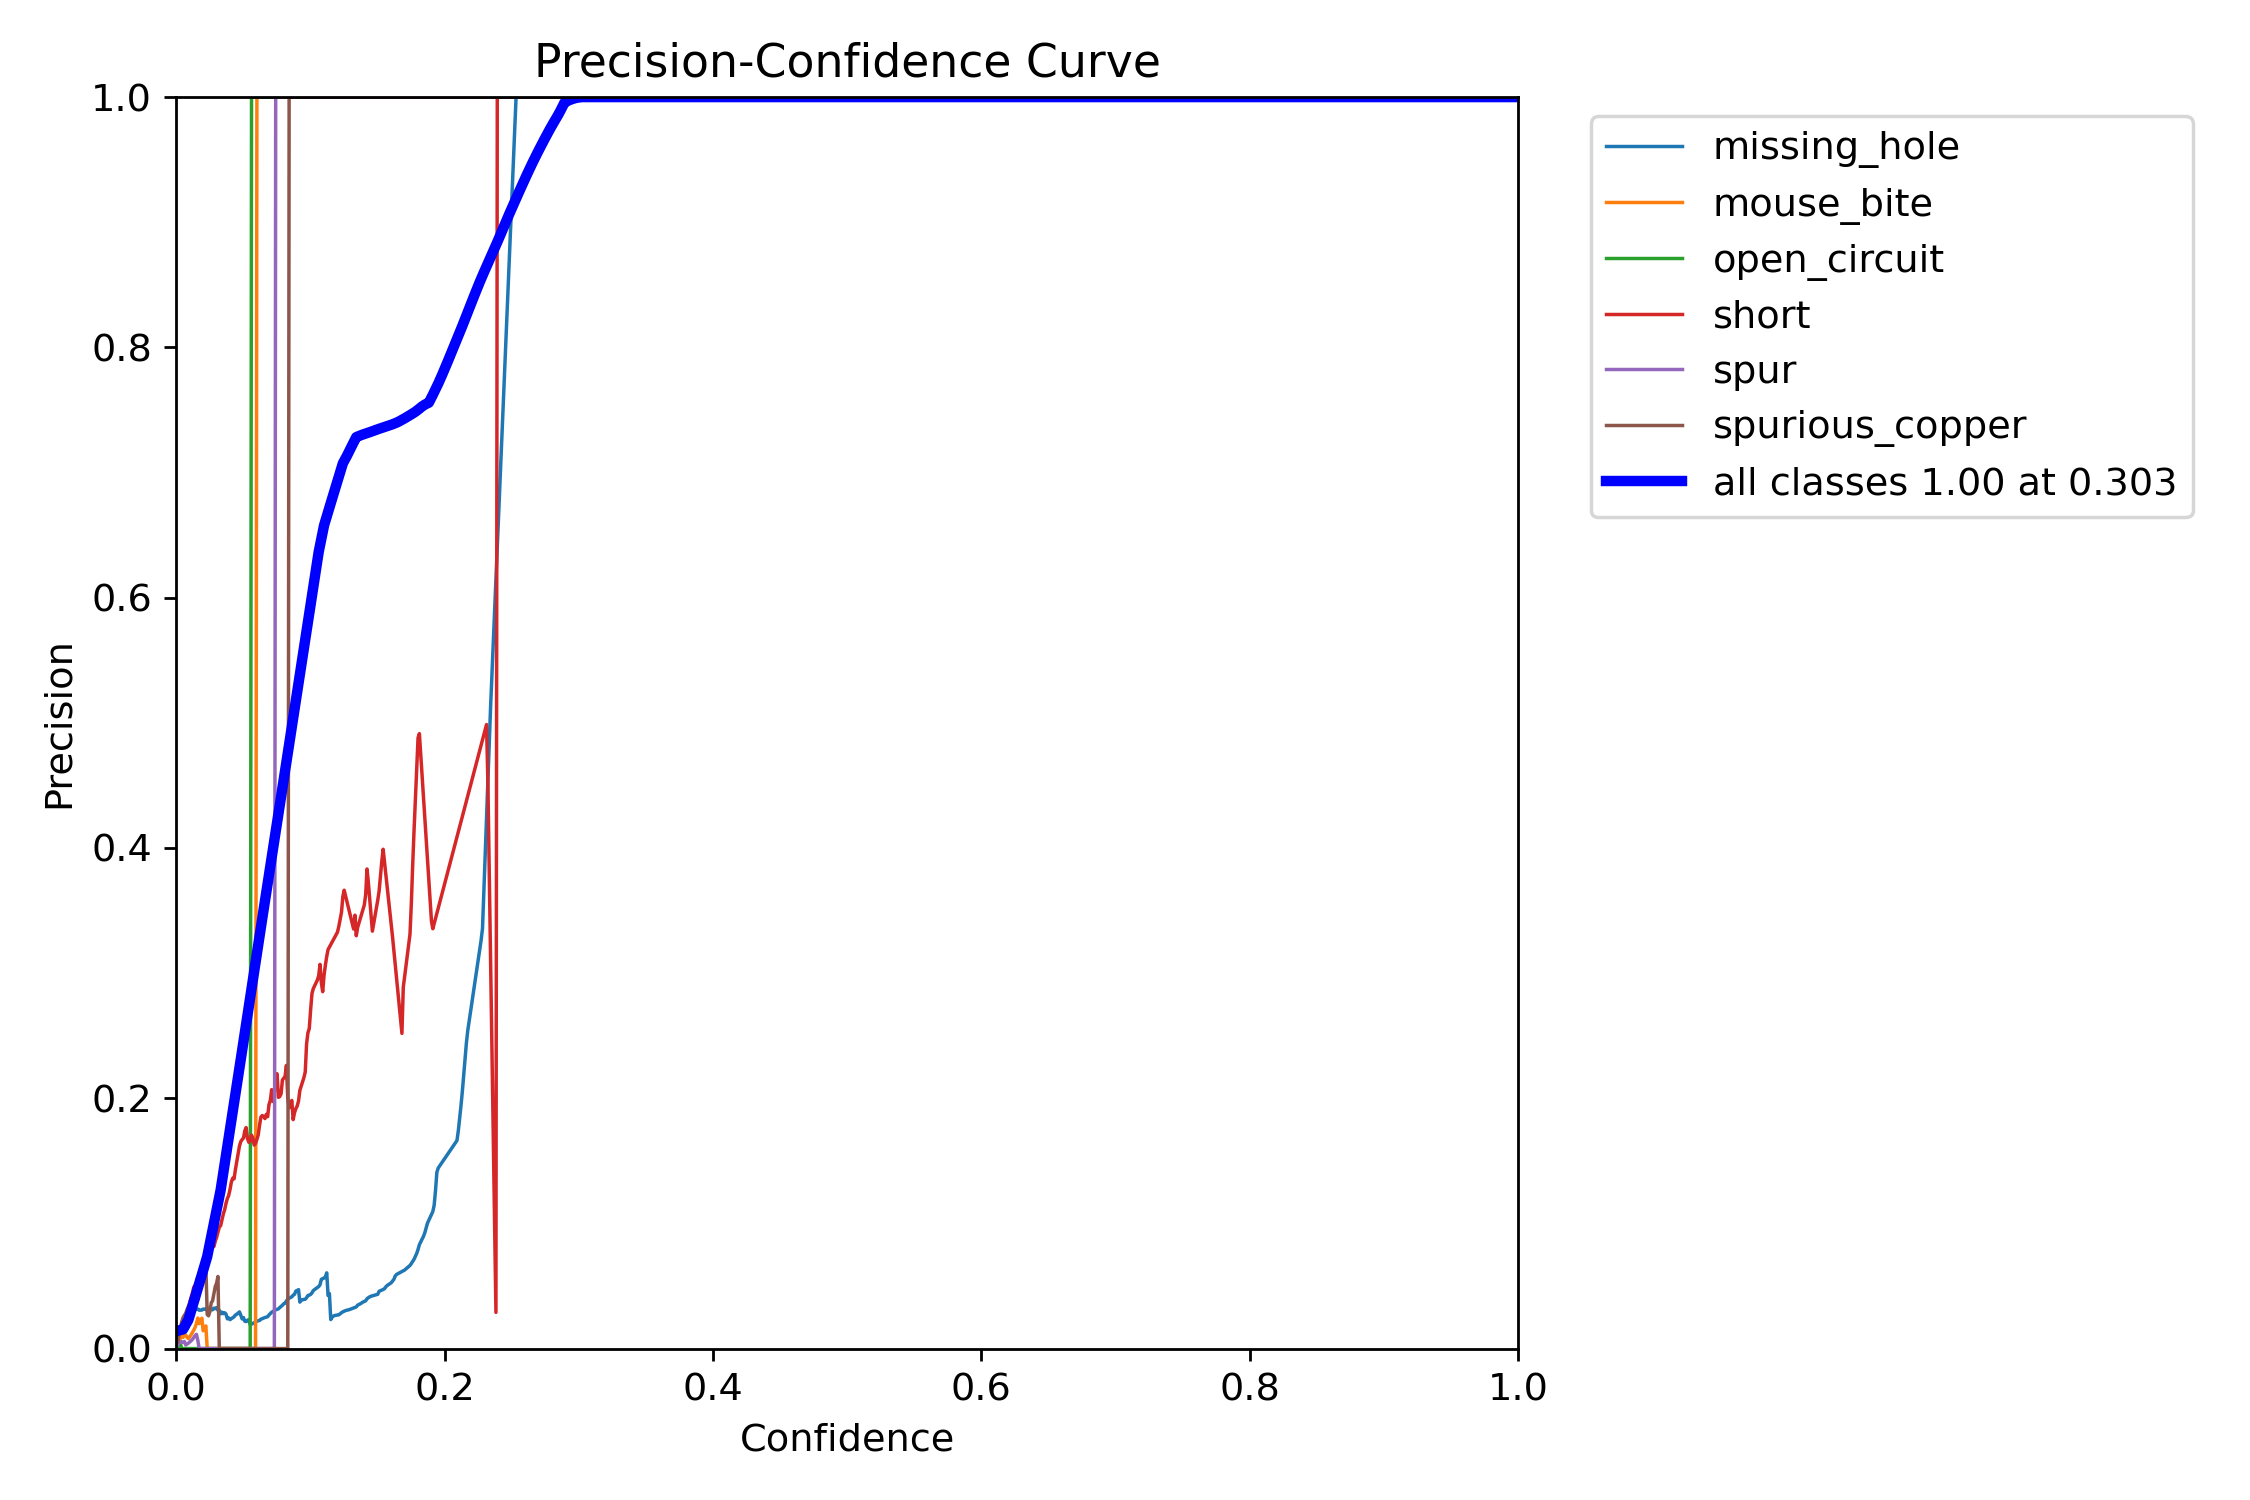 Precision-Confidence Curve
1.0
0.8
0.6
0.4
0.2
0.0
Precision
0.0 0.2 0.4 0.6 0.8 1.0
Confidence
missing_hole
mouse_bite
open_circuit
short
spur
spurious_copper
all classes 1.00 at 0.303